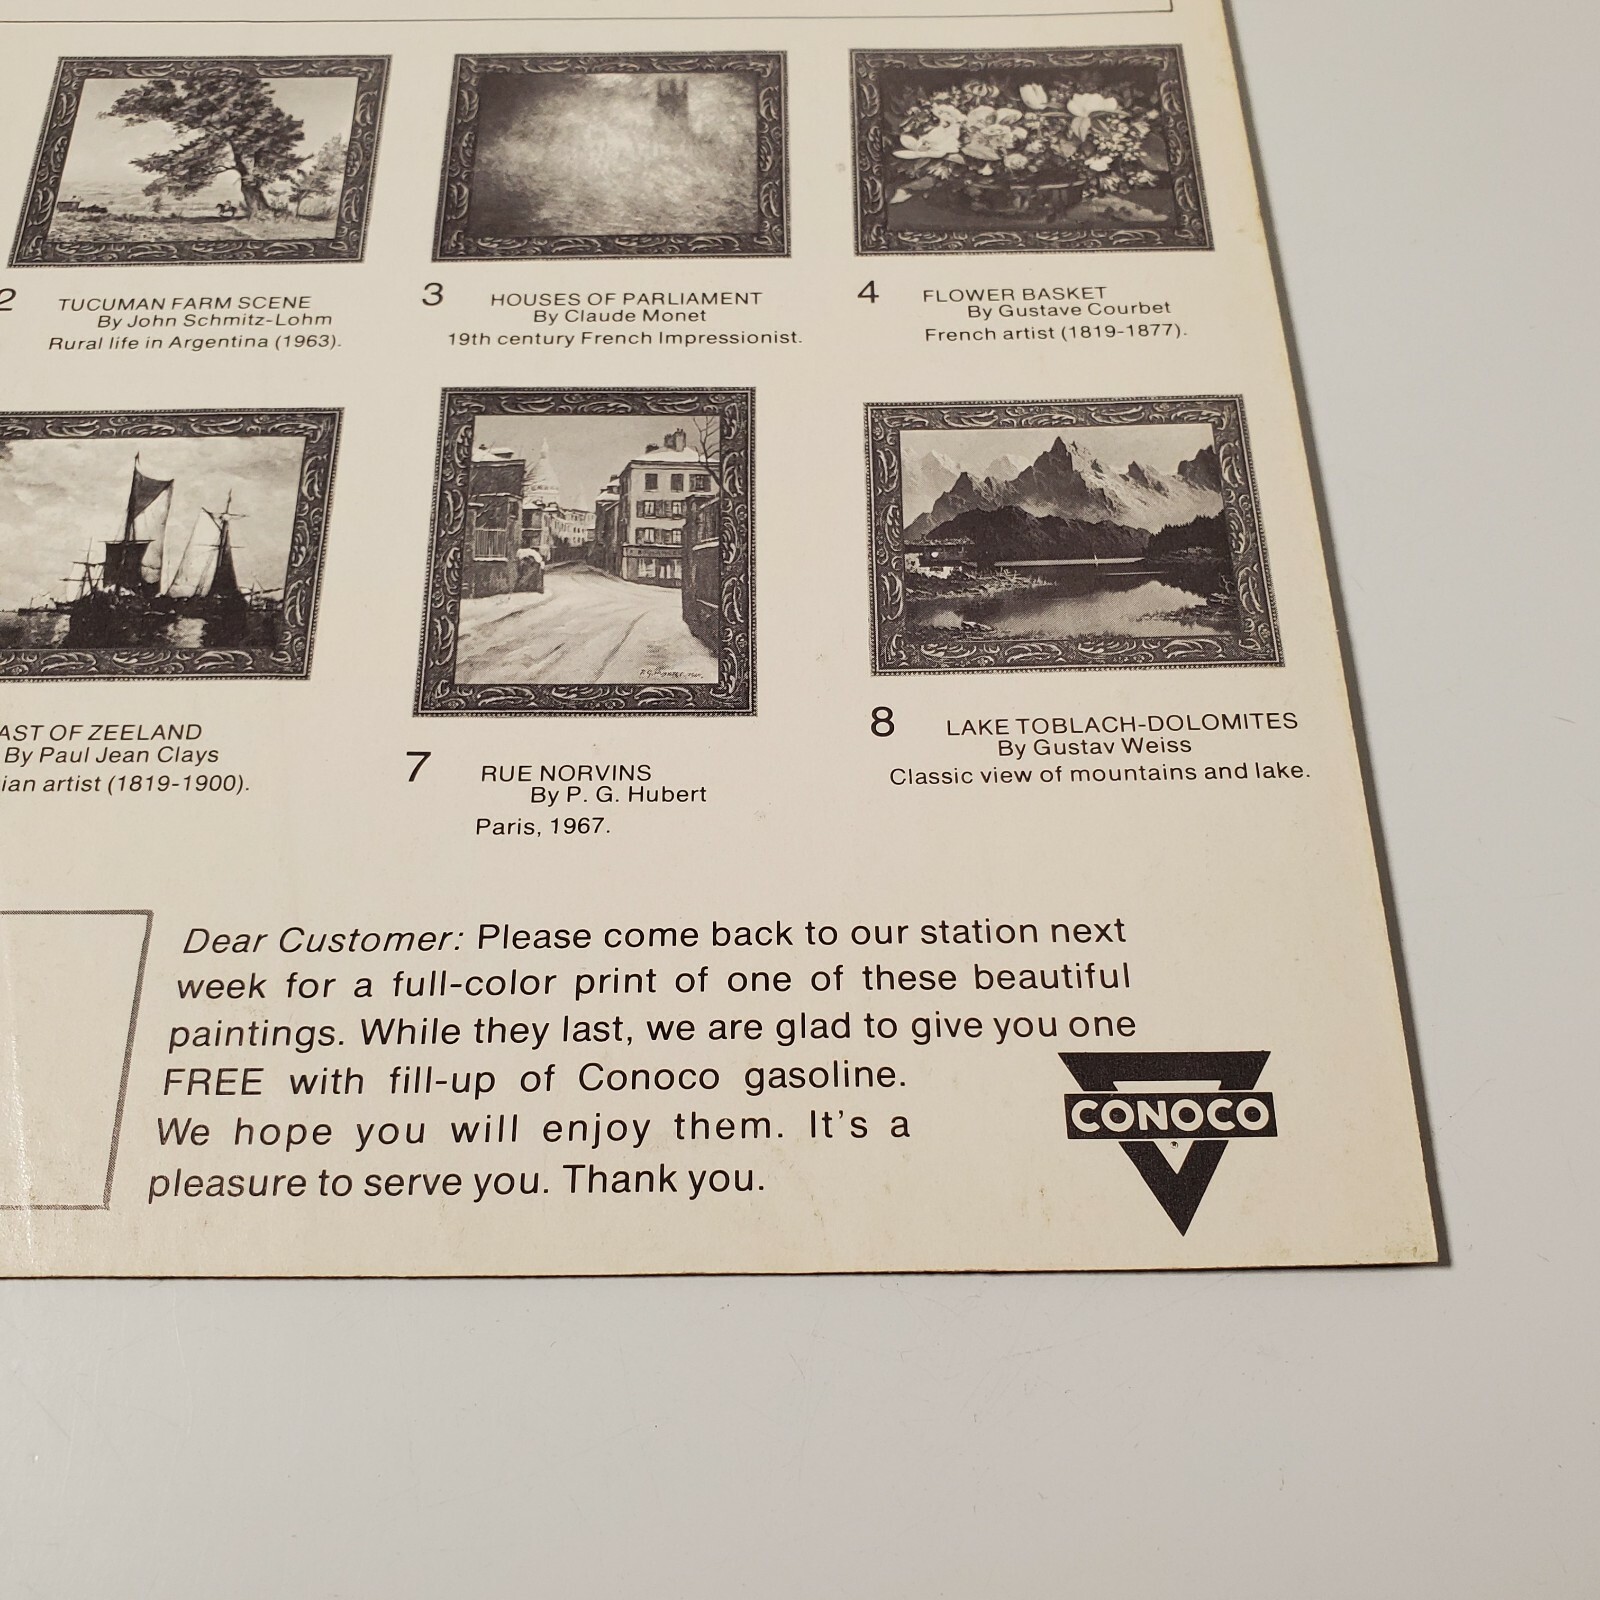 2 TUCUMAN FARM SCENE
By John Schmitz-Lohm
Rural life in Argentina (1963).
3 HOUSES OF PARLIAMENT
By Claude Monet
19th century French Impressionist.
4 FLOWER BASKET
By Gustave Courbet
French artist (1819-1877).
AST OF ZEELAND
By Paul Jean Clays
ian artist (1819-1900).
7 RUE NORVINS
By P. G. Hubert
Paris, 1967.
8 LAKE TOBLACH-DOLOMITES
By Gustav Weiss
Classic view of mountains and lake.
Dear Customer: Please come back to our station next
week for a full-color print of one of these beautiful
paintings. While they last, we are glad to give you one
FREE with fill-up of Conoco gasoline.
We hope you will enjoy them. It's a
pleasure to serve you. Thank you.
CONOCO